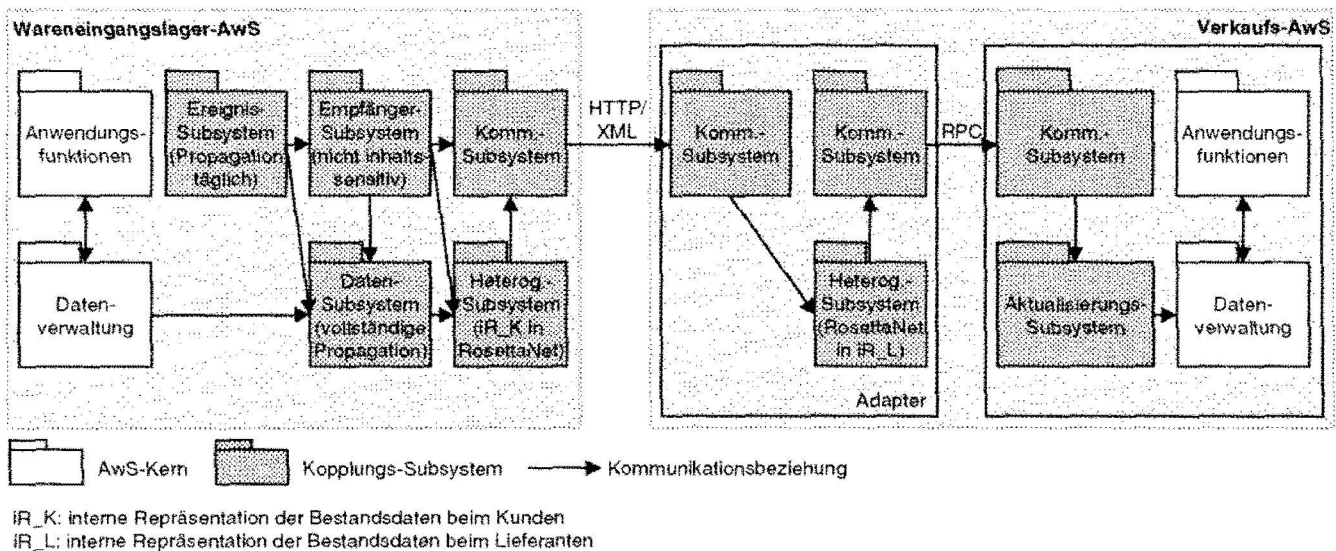 Wareneingangslager-AwS
Anwendungs-
funktionen
Ereignis-
Subsystem
(Propagation
täglich)
Empfänger-
Subsystem
(nicht inhalts-
sensitiv)
Komm.-
Subsystem
Daten-
verwaltung
Daten-
Subsystem
(vollständige
Propagation)
Heterog.-
Subsystem
(iR_K in
RosettaNet)
HTTP/
XML
Verkaufs-AwS
Komm.-
Subsystem
Komm.-
Subsystem
Heterog.-
Subsystem
(RosettaNet
in iR_L)
Adapter
RPC
Komm.-
Subsystem
Anwendungs-
funktionen
Aktualisierungs-
Subsystem
Daten-
verwaltung
AwS-Kern
Kopplungs-Subsystem
Kommunikationsbeziehung
iR_K: interne Repräsentation der Bestandsdaten beim Kunden
iR_L: interne Repräsentation der Bestandsdaten beim Lieferanten